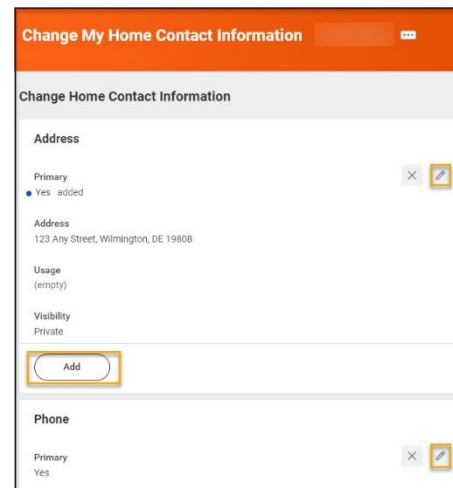 Change My Home Contact Information
Change Home Contact Information
Address
Primary
Yes added
Address
123 Any Street, Wilmington, DE 19808
Usage
(empty)
Visibility
Private
Add
Phone
Primary
Yes